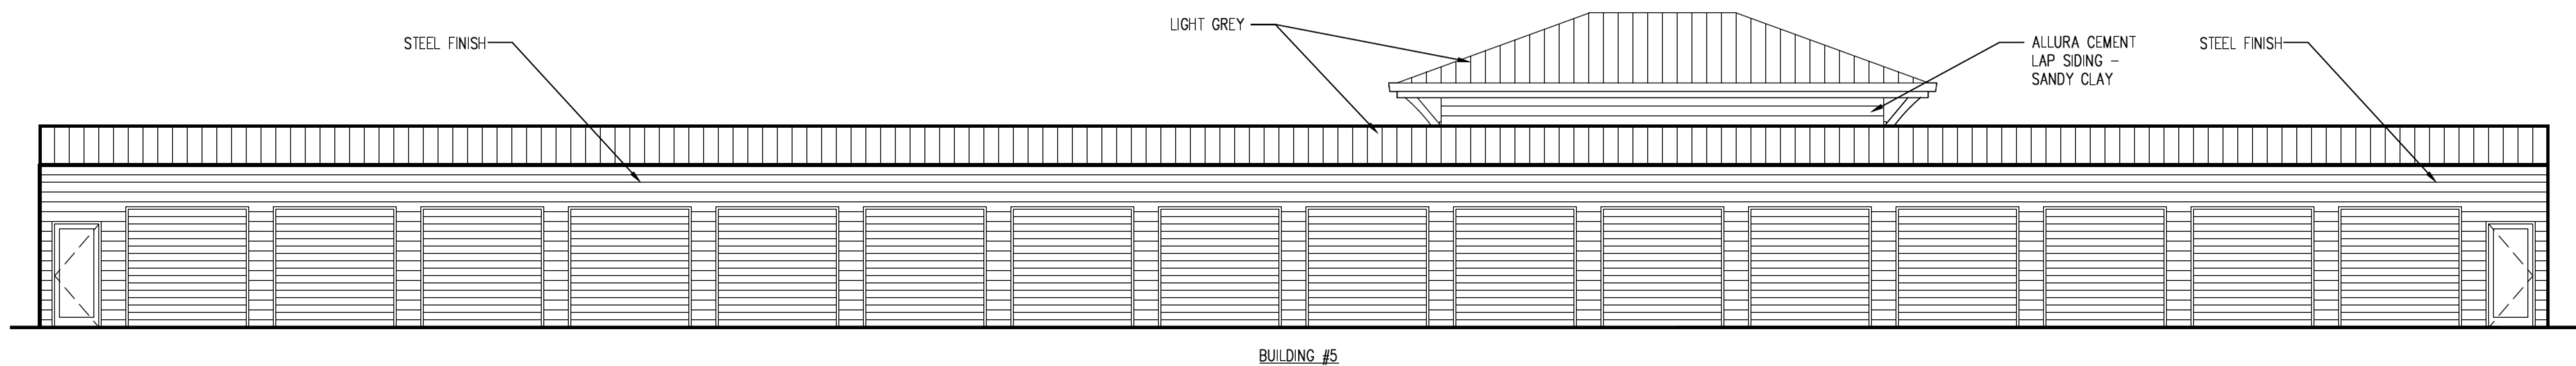 STEEL FINISH
LIGHT GREY
ALLURA CEMENT
LAP SIDING -
SANDY CLAY
STEEL FINISH
BUILDING #5